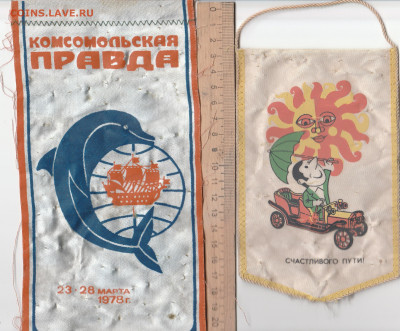 COINS.LAVE.RU
КОМСОМОЛЬСКАЯ
ПРАВДА
23-28 МАРТА
1978 г.
СЧАСТЛИВОГО ПУТИ!